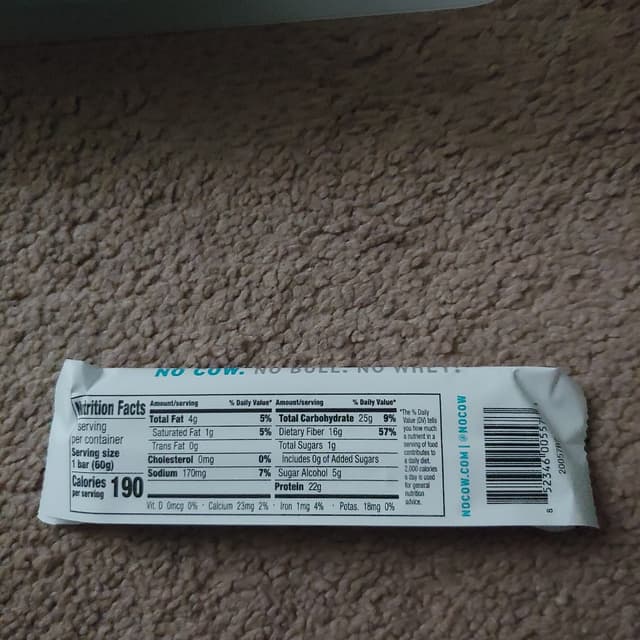 NO COW. NO BULL. NO WHEY!
Nutrition Facts
serving
per container
Serving size
1 bar (60g)
Calories 190
per serving
Amount/serving % Daily Value*
Total Fat 4g 5%
Saturated Fat 1g 5%
Trans Fat 0g
Cholesterol 0mg 0%
Sodium 170mg 7%
Amount/serving % Daily Value*
Total Carbohydrate 25g 9%
Dietary Fiber 16g 57%
Total Sugars 1g
Includes 0g of Added Sugars
Sugar Alcohol 5g
Protein 22g
Vit. D 0mcg 0% · Calcium 23mg 2% · Iron 1mg 4% · Potas. 18mg 0%
*The % Daily
Value (DV) tells
you how much
a nutrient in a
serving of food
contributes to
a daily diet.
2,000 calories
a day is used
for general
nutrition
advice.
NOCOW.COM | @NOCOW
8 52346 00557